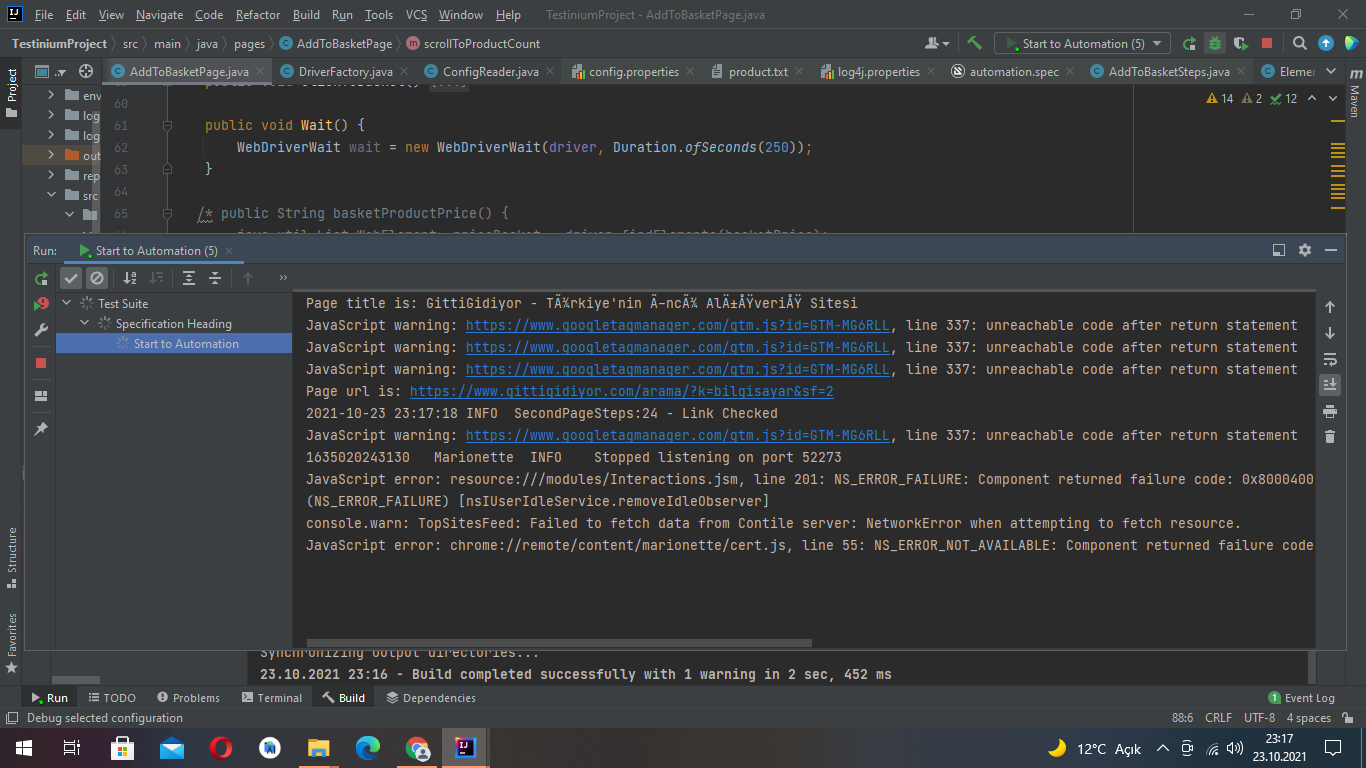 File Edit View Navigate Code Refactor Build Run Tools VCS Window Help TestiniumProject - AddToBasketPage.java
TestiniumProject src main java pages AddToBasketPage scrollToProductCount Start to Automation (5)
Project AddToBasketPage.java DriverFactory.java ConfigReader.java config.properties product.txt log4j.properties automation.spec AddToBasketSteps.java Elemer
Maven
env
log
log
out
rep
src
14 2 12
60
61 public void Wait() {
62 WebDriverWait wait = new WebDriverWait(driver, Duration.ofSeconds(250));
63 }
64
65 /* public String basketProductPrice() {
Run: Start to Automation (5)
Test Suite
Specification Heading
Start to Automation
Page title is: GittiGidiyor - TÃ¼rkiye'nin Ã–ncÃ¼ AlÄ±ÅŸveriÅŸ Sitesi
JavaScript warning: https://www.googletagmanager.com/gtm.js?id=GTM-MG6RLL, line 337: unreachable code after return statement
JavaScript warning: https://www.googletagmanager.com/gtm.js?id=GTM-MG6RLL, line 337: unreachable code after return statement
JavaScript warning: https://www.googletagmanager.com/gtm.js?id=GTM-MG6RLL, line 337: unreachable code after return statement
Page url is: https://www.gittigidiyor.com/arama/?k=bilgisayar&sf=2
2021-10-23 23:17:18 INFO SecondPageSteps:24 - Link Checked
JavaScript warning: https://www.googletagmanager.com/gtm.js?id=GTM-MG6RLL, line 337: unreachable code after return statement
1635020243130 Marionette INFO Stopped listening on port 52273
JavaScript error: resource:///modules/Interactions.jsm, line 201: NS_ERROR_FAILURE: Component returned failure code: 0x8000400
(NS_ERROR_FAILURE) [nsIUserIdleService.removeIdleObserver]
console.warn: TopSitesFeed: Failed to fetch data from Contile server: NetworkError when attempting to fetch resource.
JavaScript error: chrome://remote/content/marionette/cert.js, line 55: NS_ERROR_NOT_AVAILABLE: Component returned failure code
Structure
Favorites
Synchronizing output directories...
23.10.2021 23:16 - Build completed successfully with 1 warning in 2 sec, 452 ms
Run TODO Problems Terminal Build Dependencies 1 Event Log
Debug selected configuration 88:6 CRLF UTF-8 4 spaces
12°C Açık 23:17
23.10.2021